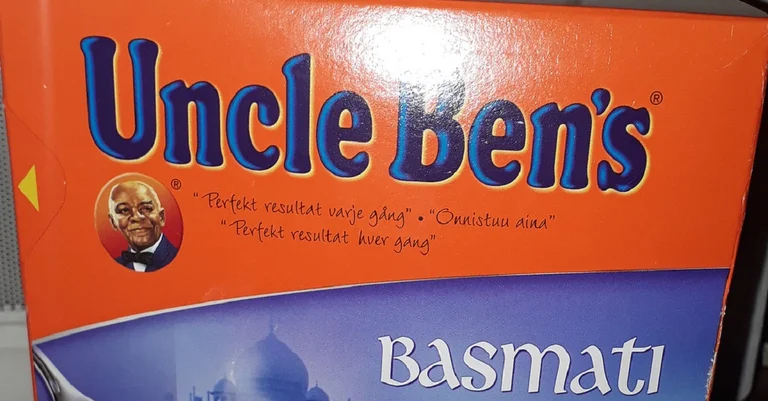 Uncle Ben's®
®
"Perfekt resultat varje gång" • "Onnistuu aina"
"Perfekt resultat hver gang"
Basmati